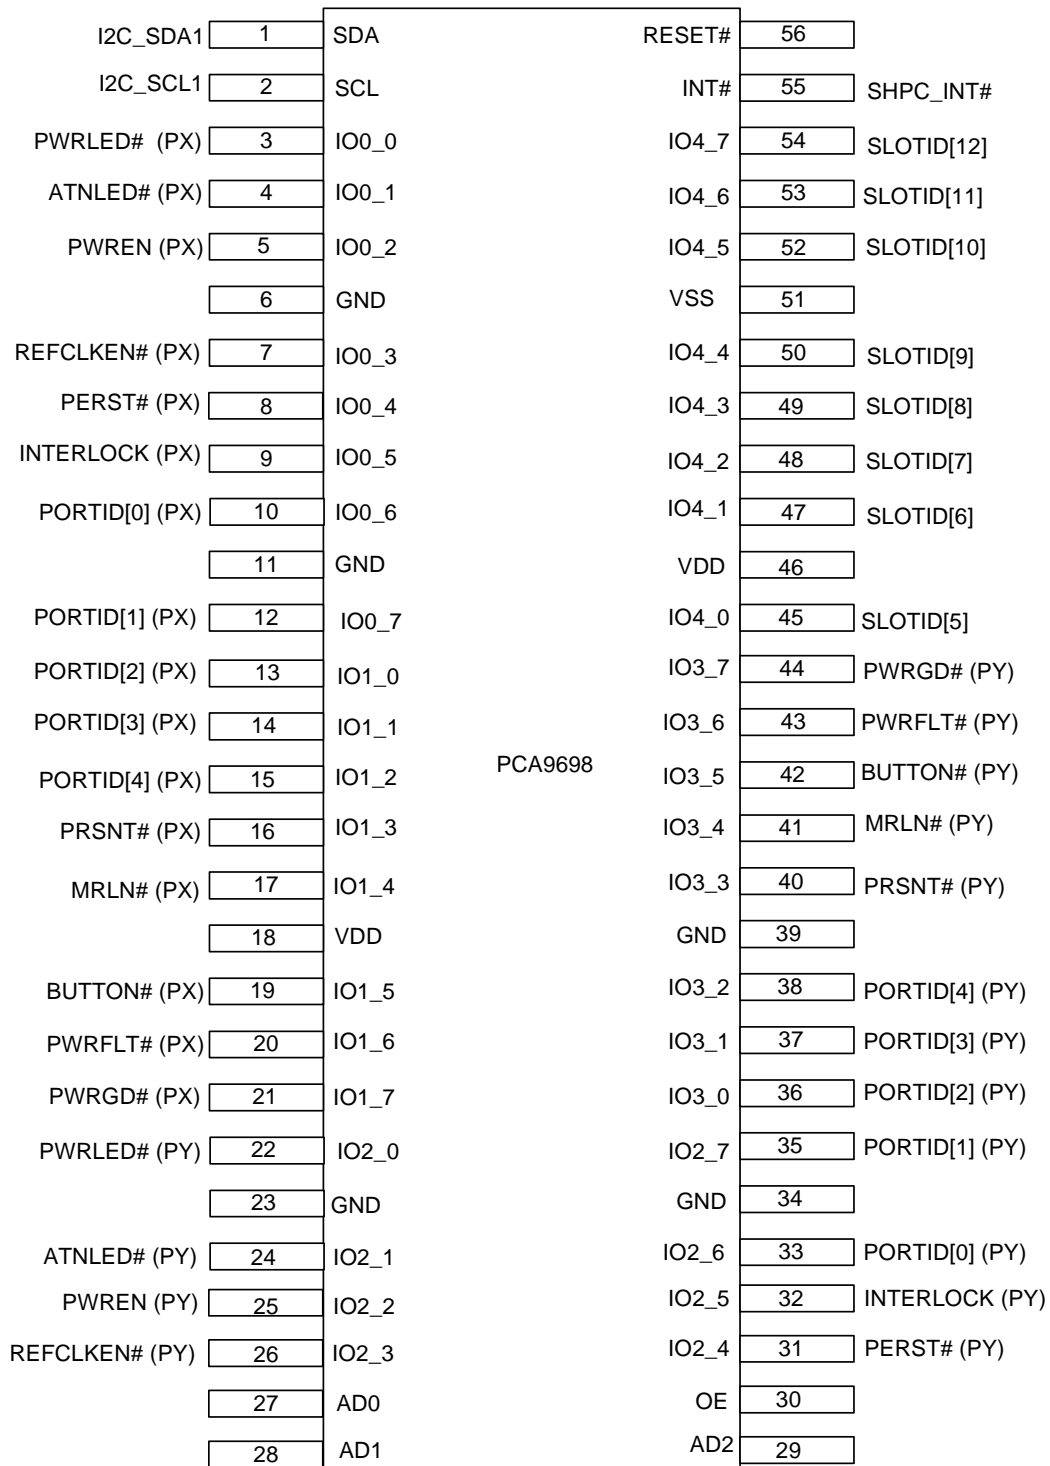 I2C_SDA1 1 SDA RESET# 56
I2C_SCL1 2 SCL INT# 55 SHPC_INT#
PWRLED# (PX) 3 IO0_0 IO4_7 54 SLOTID[12]
ATNLED# (PX) 4 IO0_1 IO4_6 53 SLOTID[11]
PWREN (PX) 5 IO0_2 IO4_5 52 SLOTID[10]
6 GND VSS 51
REFCLKEN# (PX) 7 IO0_3 IO4_4 50 SLOTID[9]
PERST# (PX) 8 IO0_4 IO4_3 49 SLOTID[8]
INTERLOCK (PX) 9 IO0_5 IO4_2 48 SLOTID[7]
PORTID[0] (PX) 10 IO0_6 IO4_1 47 SLOTID[6]
11 GND VDD 46
PORTID[1] (PX) 12 IO0_7 IO4_0 45 SLOTID[5]
PORTID[2] (PX) 13 IO1_0 IO3_7 44 PWRGD# (PY)
PORTID[3] (PX) 14 IO1_1 IO3_6 43 PWRFLT# (PY)
PCA9698
PORTID[4] (PX) 15 IO1_2 IO3_5 42 BUTTON# (PY)
PRSNT# (PX) 16 IO1_3 IO3_4 41 MRLN# (PY)
MRLN# (PX) 17 IO1_4 IO3_3 40 PRSNT# (PY)
18 VDD GND 39
BUTTON# (PX) 19 IO1_5 IO3_2 38 PORTID[4] (PY)
PWRFLT# (PX) 20 IO1_6 IO3_1 37 PORTID[3] (PY)
PWRGD# (PX) 21 IO1_7 IO3_0 36 PORTID[2] (PY)
PWRLED# (PY) 22 IO2_0 IO2_7 35 PORTID[1] (PY)
23 GND GND 34
ATNLED# (PY) 24 IO2_1 IO2_6 33 PORTID[0] (PY)
PWREN (PY) 25 IO2_2 IO2_5 32 INTERLOCK (PY)
REFCLKEN# (PY) 26 IO2_3 IO2_4 31 PERST# (PY)
27 AD0 OE 30
28 AD1 AD2 29